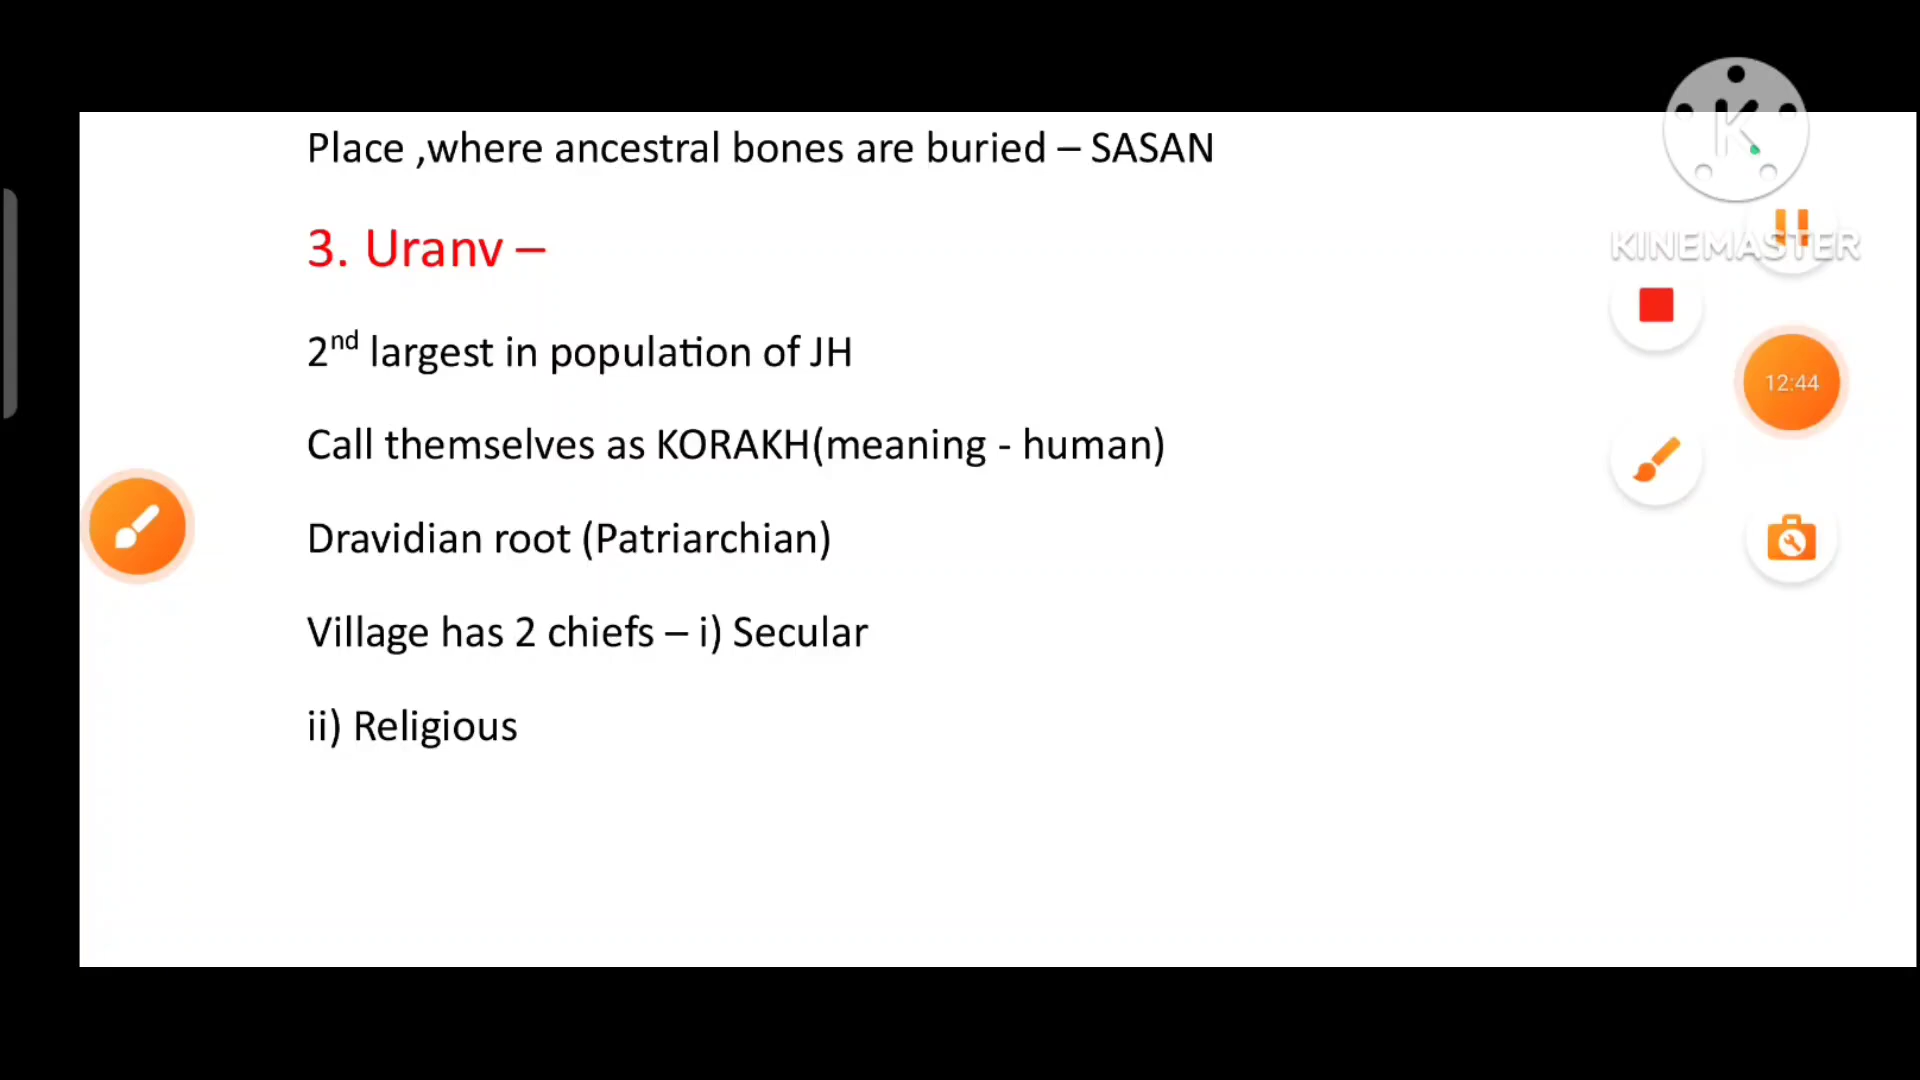 Place ,where ancestral bones are buried – SASAN
3. Uranv –
KINEMASTER
2nd largest in population of JH
12:44
Call themselves as KORAKH(meaning - human)
Dravidian root (Patriarchian)
Village has 2 chiefs – i) Secular
ii) Religious